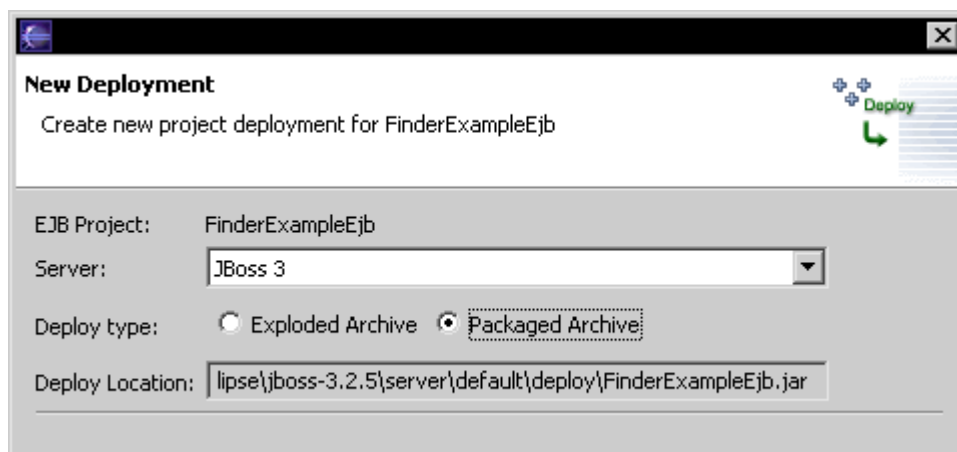 New Deployment
Create new project deployment for FinderExampleEjb
Deploy
EJB Project: FinderExampleEjb
Server: JBoss 3
Deploy type: Exploded Archive Packaged Archive
Deploy Location: lipse\jboss-3.2.5\server\default\deploy\FinderExampleEjb.jar